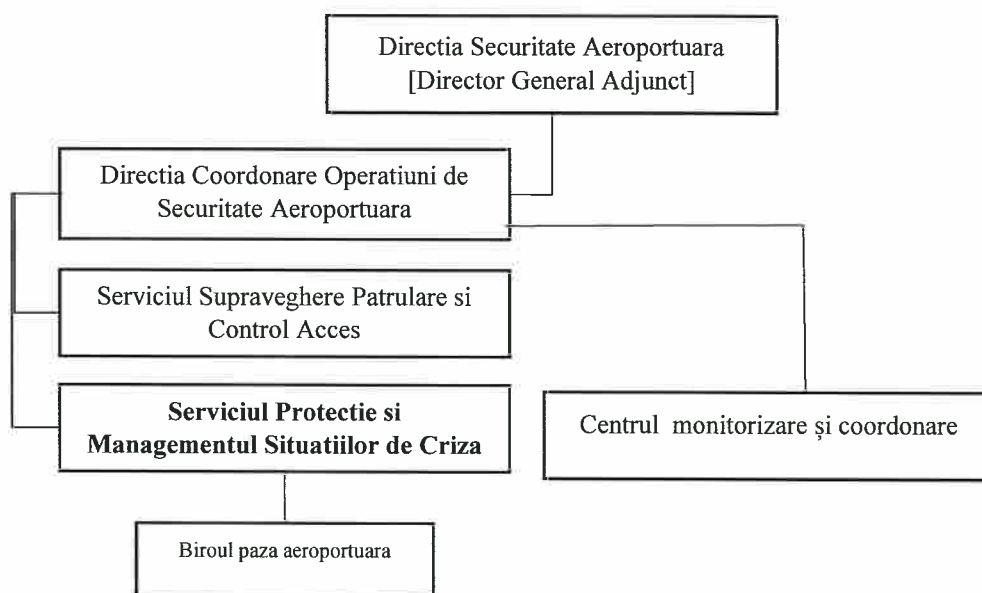 Directia Securitate Aeroportuara
[Director General Adjunct]
Directia Coordonare Operatiuni de
Securitate Aeroportuara
Serviciul Supraveghere Patrulare si
Control Acces
Serviciul Protectie si
Managementul Situatiilor de Criza
Centrul monitorizare și coordonare
Biroul paza aeroportuara